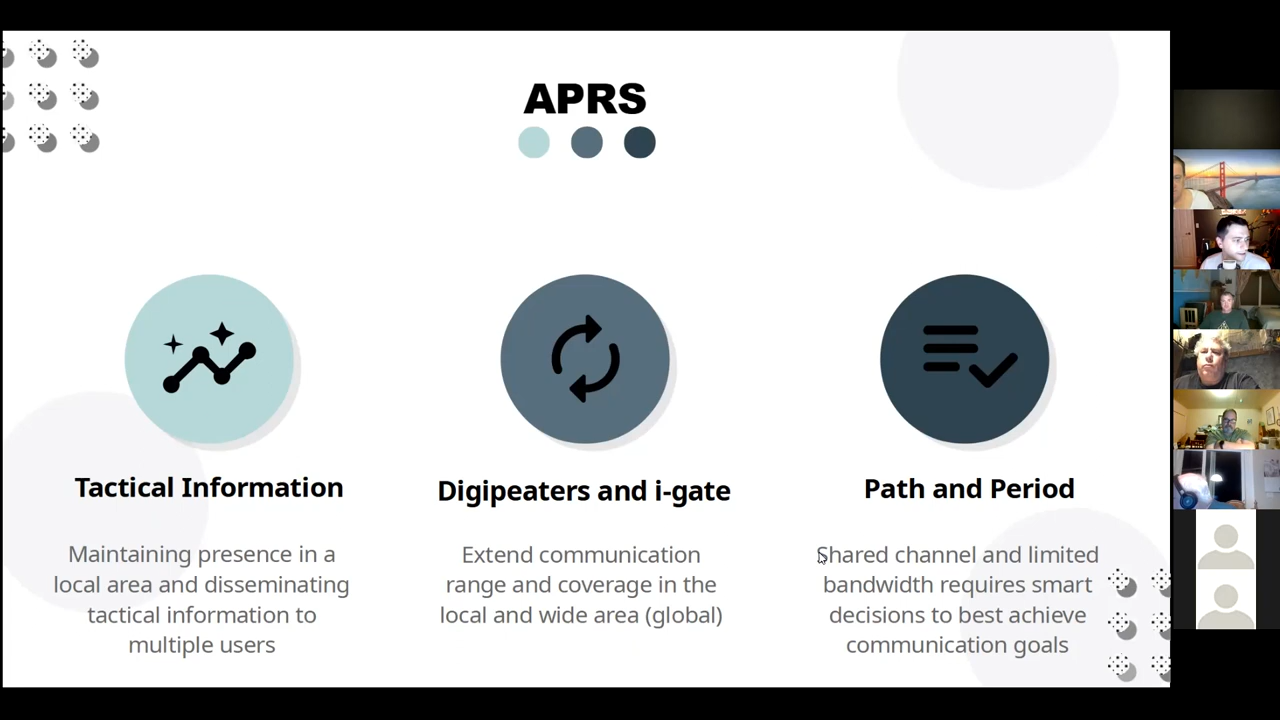 APRS
Tactical Information
Maintaining presence in a
local area and disseminating
tactical information to
multiple users
Digipeaters and i-gate
Extend communication
range and coverage in the
local and wide area (global)
Path and Period
Shared channel and limited
bandwidth requires smart
decisions to best achieve
communication goals